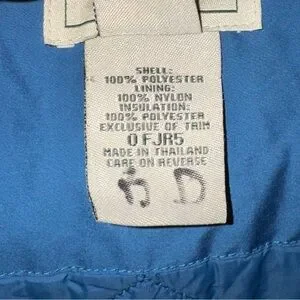 SHELL:
100% POLYESTER
LINING:
100% NYLON
INSULATION:
100% POLYESTER
EXCLUSIVE OF TRIM
0 FJR5
MADE IN THAILAND
CARE ON REVERSE
D